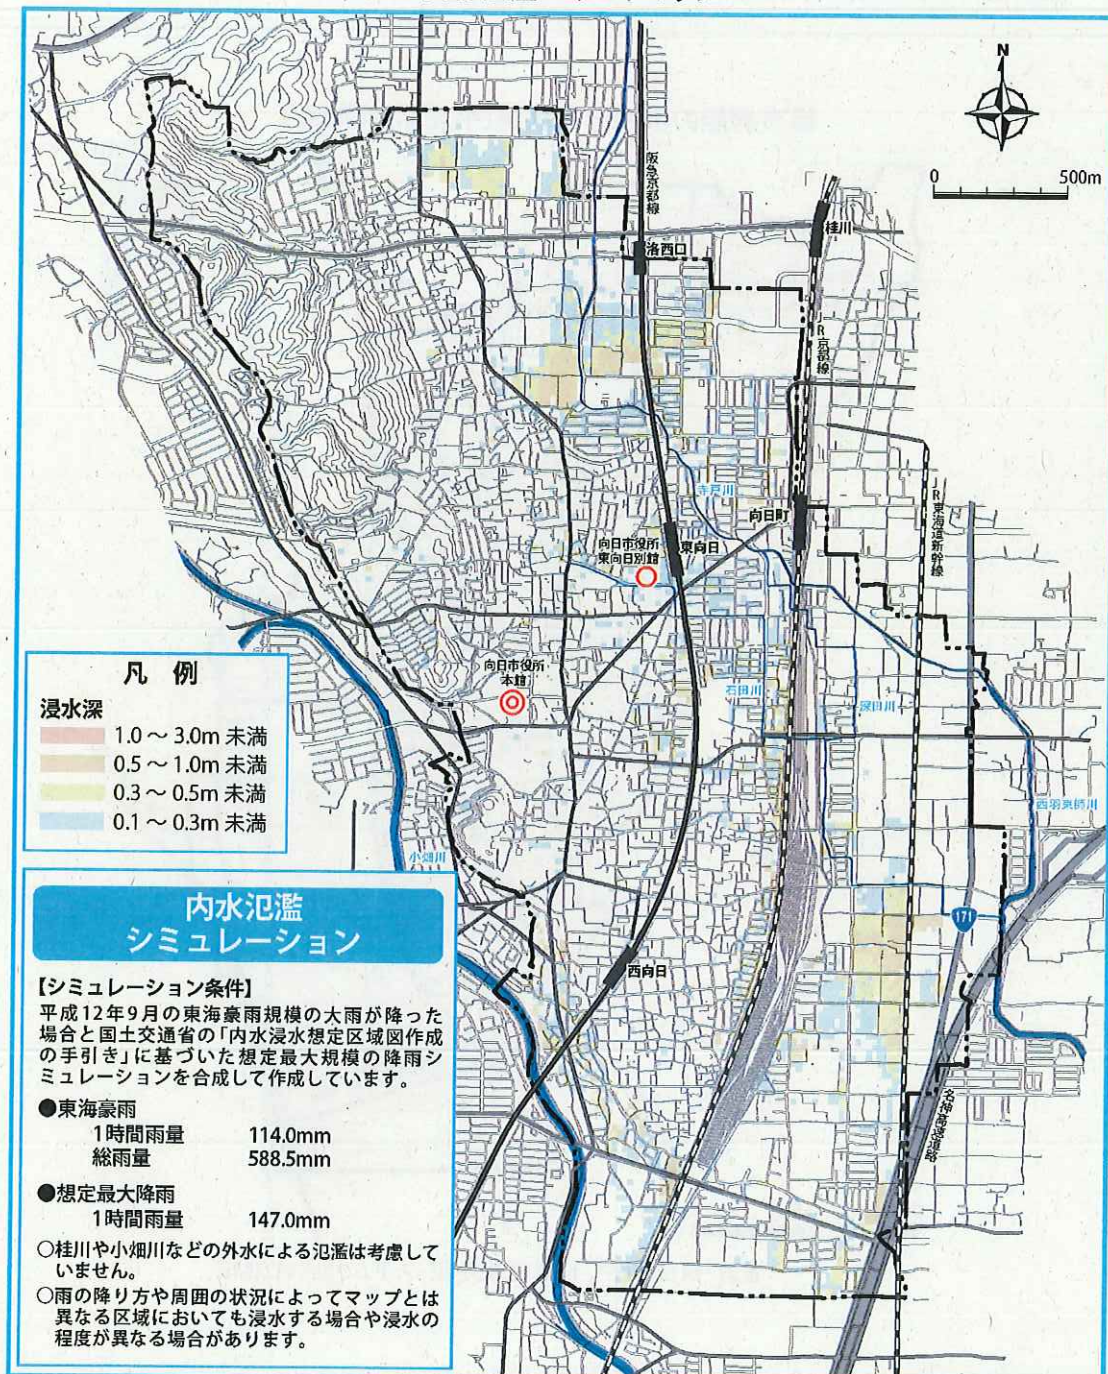 N
0 500m
阪急京都線
桂川
洛西口
JR京都線
寺戸川
向日町
JR東海道新幹線
向日市役所
東向日別館
東向日
向日市役所
本館
石田川
深田川
西羽束師川
小畑川
171
西向日
名神高速道路
凡 例
浸水深
1.0 ~ 3.0m 未満
0.5 ~ 1.0m 未満
0.3 ~ 0.5m 未満
0.1 ~ 0.3m 未満
内水氾濫
シミュレーション
【シミュレーション条件】
平成12年9月の東海豪雨規模の大雨が降った
場合と国土交通省の「内水浸水想定区域図作成
の手引き」に基づいた想定最大規模の降雨シ
ミュレーションを合成して作成しています。
●東海豪雨
1時間雨量 114.0mm
総雨量 588.5mm
●想定最大降雨
1時間雨量 147.0mm
○桂川や小畑川などの外水による氾濫は考慮して
いません。
○雨の降り方や周囲の状況によってマップとは
異なる区域においても浸水する場合や浸水の
程度が異なる場合があります。